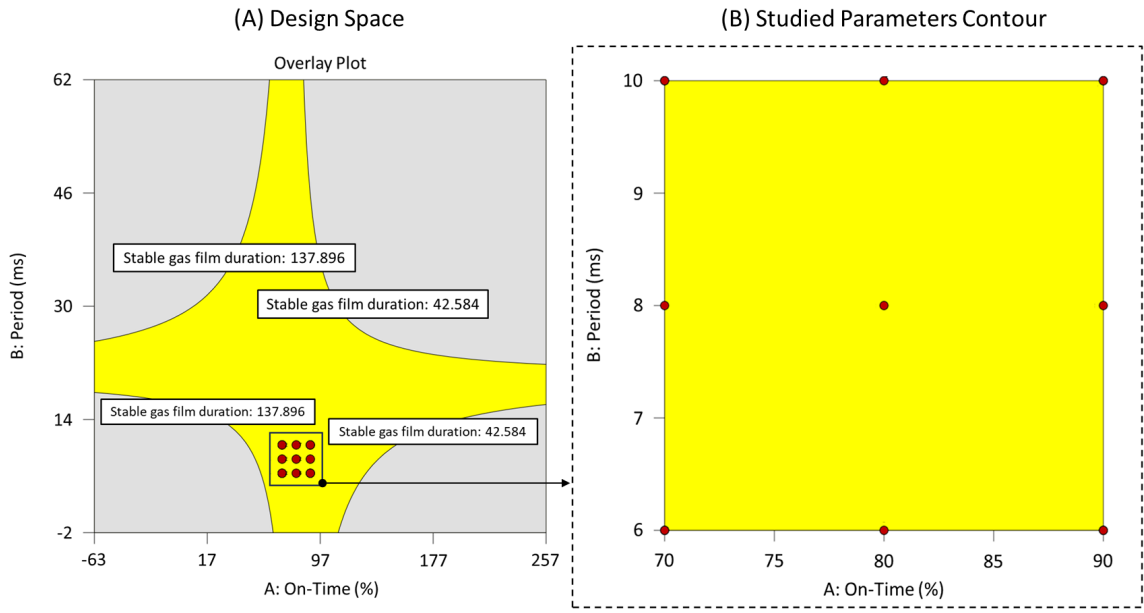 (A) Design Space
(B) Studied Parameters Contour
Overlay Plot
62
46
30
14
-2
B: Period (ms)
Stable gas film duration: 137.896
Stable gas film duration: 42.584
Stable gas film duration: 137.896
Stable gas film duration: 42.584
-63
17
97
177
257
A: On-Time (%)
10
9
8
7
6
B: Period (ms)
70
75
80
85
90
A: On-Time (%)